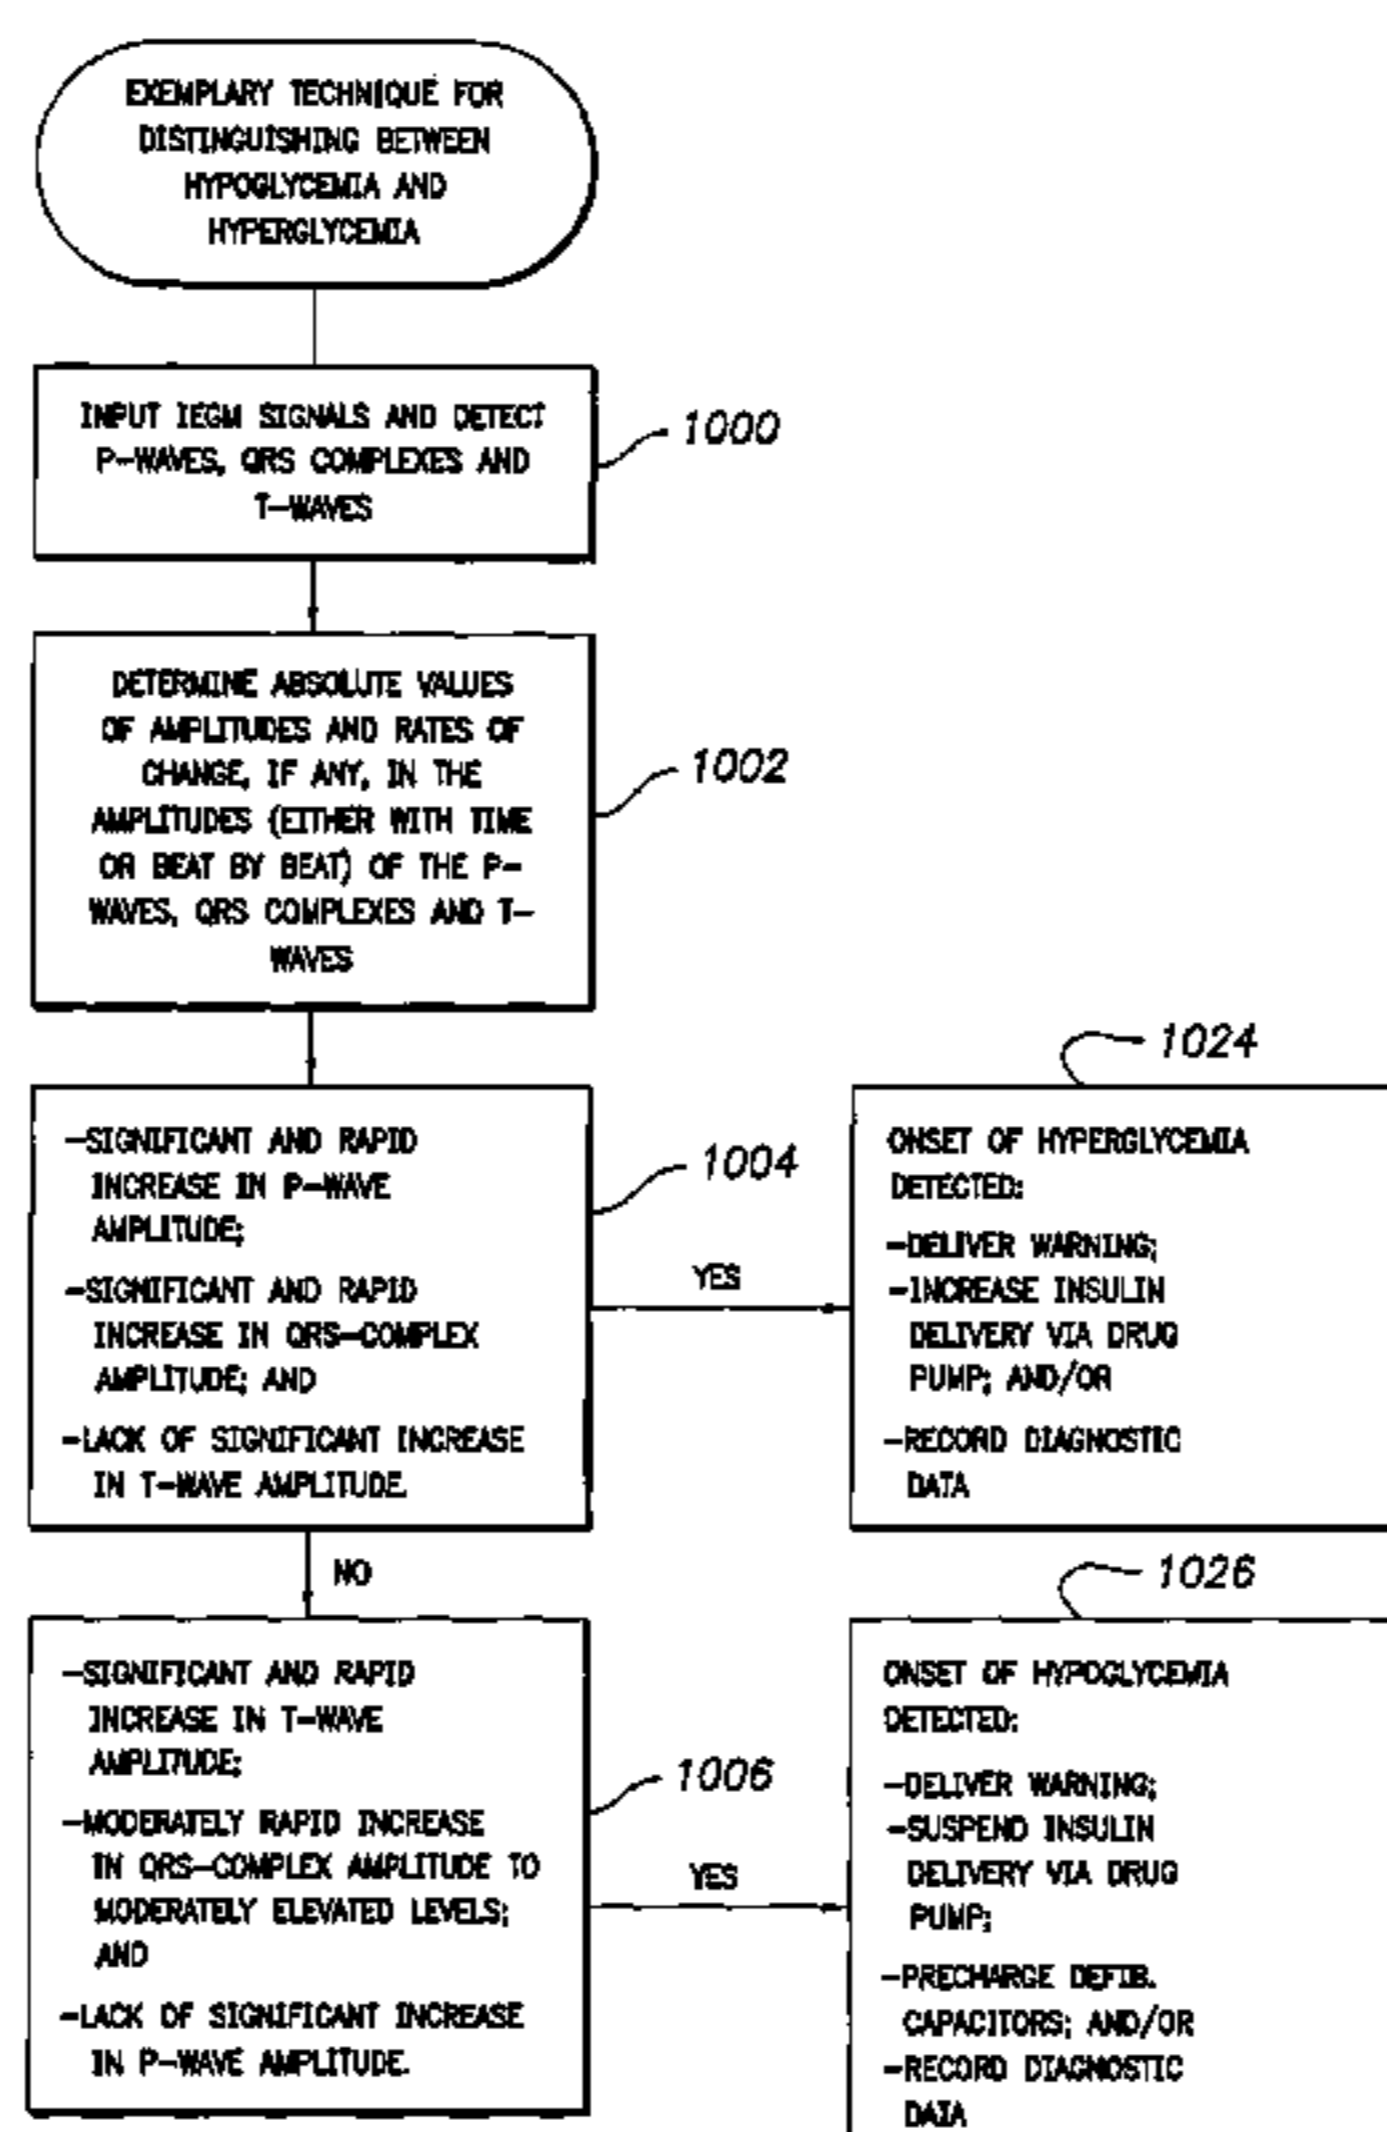 EXEMPLARY TECHNIQUE FOR
DISTINGUISHING BETWEEN
HYPOGLYCEMIA AND
HYPERGLYCEMIA
INPUT IEGM SIGNALS AND DETECT
P-WAVES, QRS COMPLEXES AND
T-WAVES
1000
DETERMINE ABSOLUTE VALUES
OF AMPLITUDES AND RATES OF
CHANGE, IF ANY, IN THE
AMPLITUDES (EITHER WITH TIME
OR BEAT BY BEAT) OF THE P-
WAVES, QRS COMPLEXES AND T-
WAVES
1002
-SIGNIFICANT AND RAPID
INCREASE IN P-WAVE
AMPLITUDE;
-SIGNIFICANT AND RAPID
INCREASE IN QRS-COMPLEX
AMPLITUDE; AND
-LACK OF SIGNIFICANT INCREASE
IN T-WAVE AMPLITUDE.
1004
YES
1024
ONSET OF HYPERGLYCEMIA
DETECTED:
-DELIVER WARNING;
-INCREASE INSULIN
DELIVERY VIA DRUG
PUMP; AND/OR
-RECORD DIAGNOSTIC
DATA
NO
-SIGNIFICANT AND RAPID
INCREASE IN T-WAVE
AMPLITUDE;
-MODERATELY RAPID INCREASE
IN QRS-COMPLEX AMPLITUDE TO
MODERATELY ELEVATED LEVELS;
AND
-LACK OF SIGNIFICANT INCREASE
IN P-WAVE AMPLITUDE.
1006
YES
1026
ONSET OF HYPOGLYCEMIA
DETECTED:
-DELIVER WARNING;
-SUSPEND INSULIN
DELIVERY VIA DRUG
PUMP;
-PRECHARGE DEFIB.
CAPACITORS; AND/OR
-RECORD DIAGNOSTIC
DATA